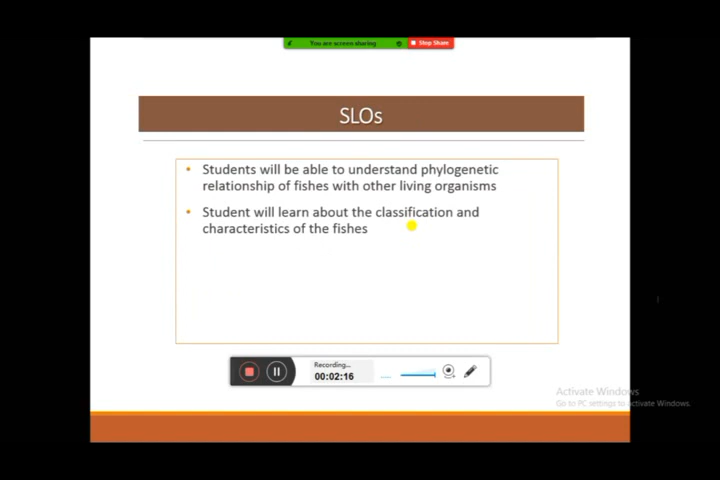 You are screen sharing Stop Share
SLOs
• Students will be able to understand phylogenetic
relationship of fishes with other living organisms
• Student will learn about the classification and
characteristics of the fishes
Recording...
00:02:16
Activate Windows
Go to PC settings to activate Windows.